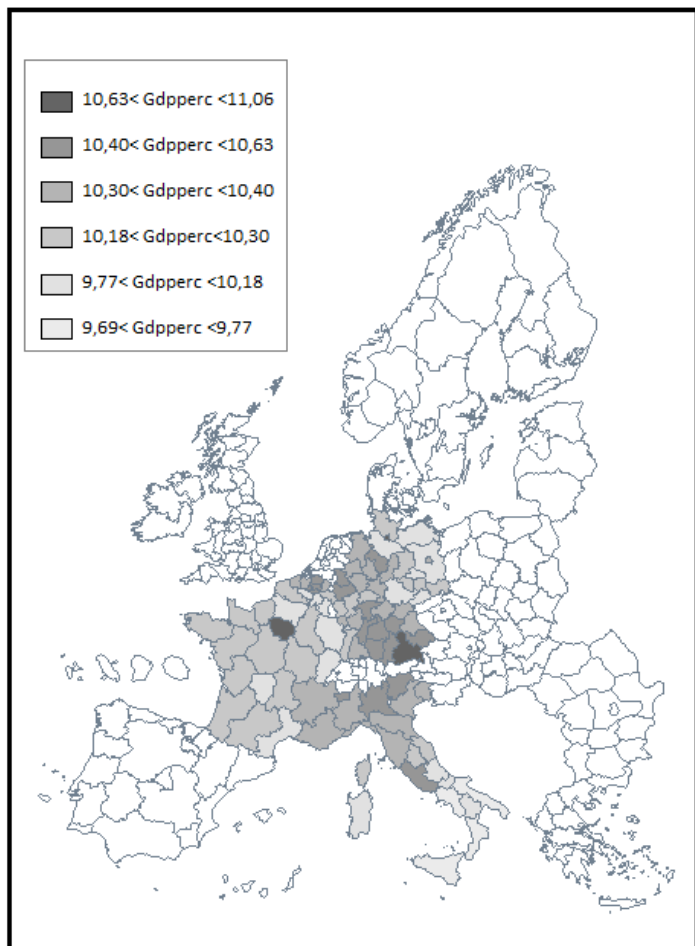 10,63< Gdpperc <11,06
10,40< Gdpperc <10,63
10,30< Gdpperc <10,40
10,18< Gdpperc<10,30
9,77< Gdpperc <10,18
9,69< Gdpperc <9,77